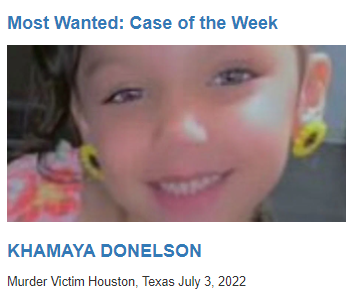 Most Wanted: Case of the Week
KHAMAYA DONELSON
Murder Victim Houston, Texas July 3, 2022